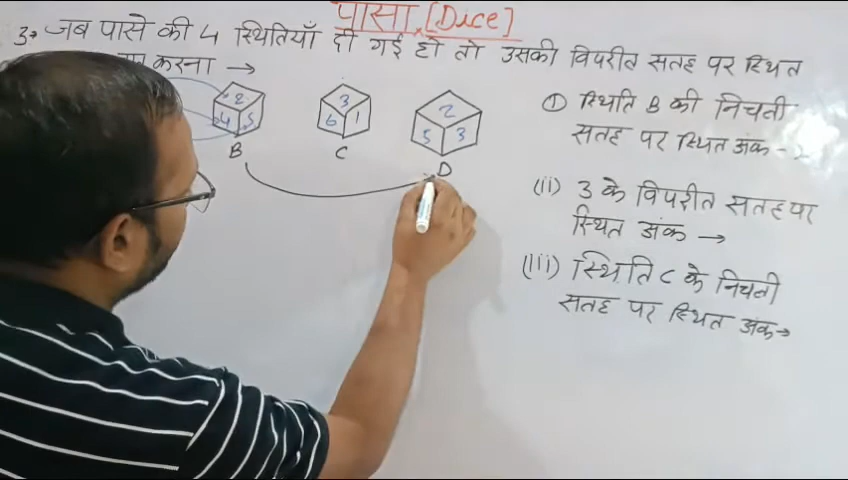 पासा [Dice]
3→ जब पासे की 4 स्थितियाँ दी गई हो तो उसकी विपरीत सतह पर स्थित
करना →
2
4 5
B
3
6 1
C
2
5 3
D
① स्थिति B की निचली
सतह पर स्थित अंक →
(ii) 3 के विपरीत सतह पर
स्थित अंक →
(iii) स्थिति C के निचली
सतह पर स्थित अंक →